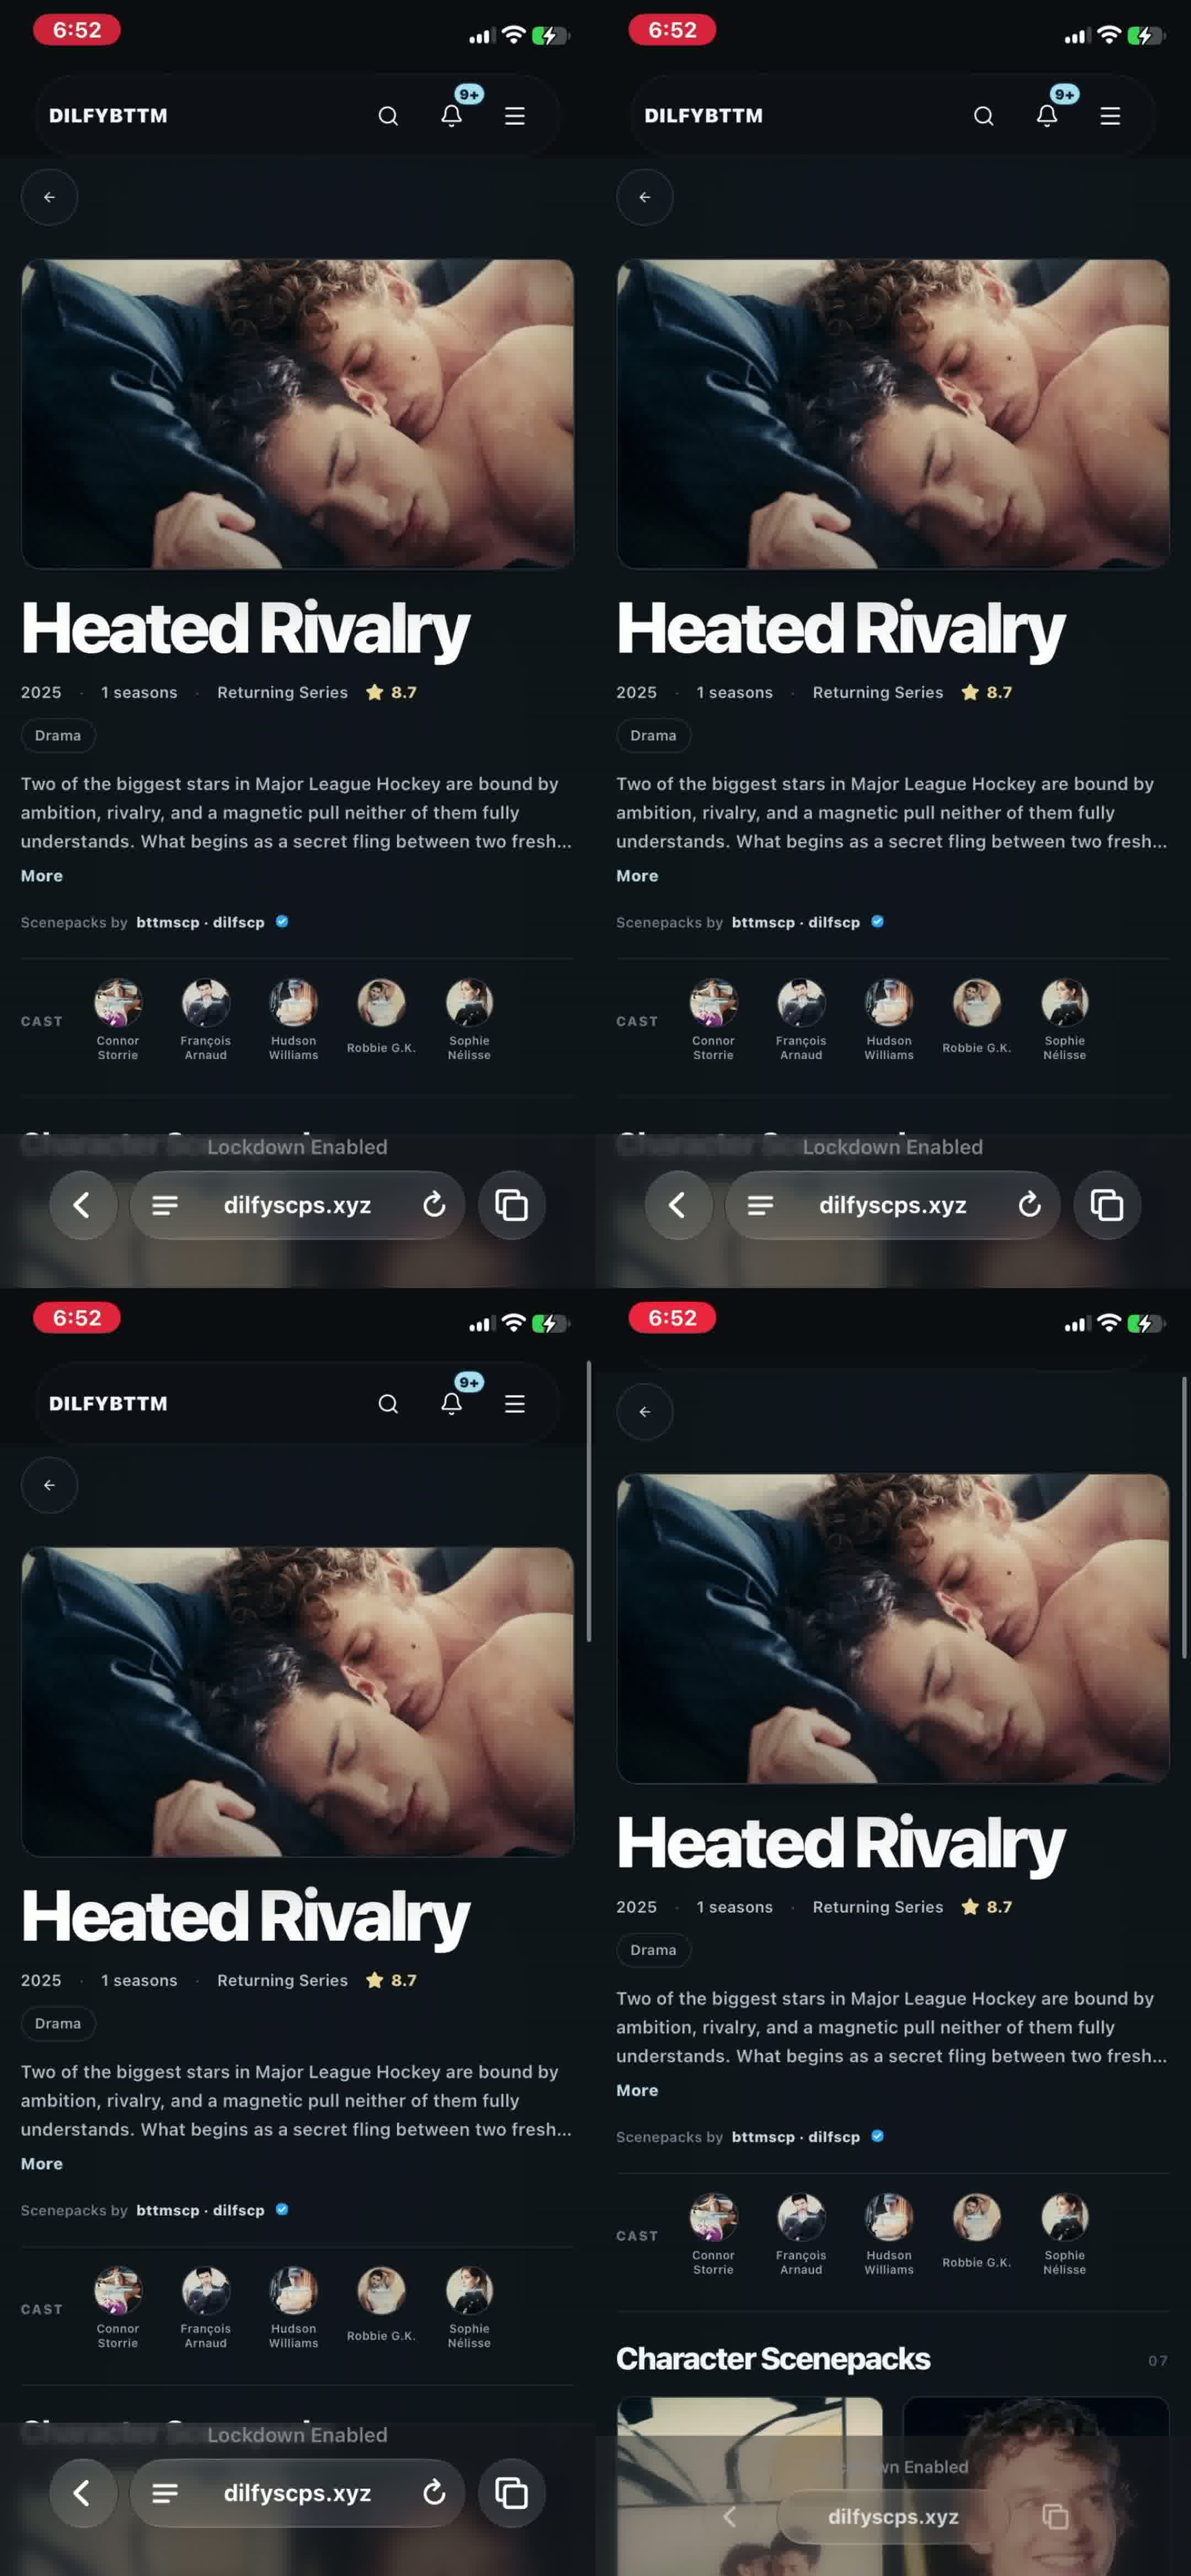 6:52
9+
DILFYBTTM
Heated Rivalry
2025 · 1 seasons · Returning Series 8.7
Drama
Two of the biggest stars in Major League Hockey are bound by
ambition, rivalry, and a magnetic pull neither of them fully
understands. What begins as a secret fling between two fresh...
More
Scenepacks by bttmscp · dilfscp
CAST
Connor
Storrie
François
Arnaud
Hudson
Williams
Robbie G.K.
Sophie
Nélisse
Lockdown Enabled
dilfyscps.xyz
6:52
9+
DILFYBTTM
Heated Rivalry
2025 · 1 seasons · Returning Series 8.7
Drama
Two of the biggest stars in Major League Hockey are bound by
ambition, rivalry, and a magnetic pull neither of them fully
understands. What begins as a secret fling between two fresh...
More
Scenepacks by bttmscp · dilfscp
CAST
Connor
Storrie
François
Arnaud
Hudson
Williams
Robbie G.K.
Sophie
Nélisse
Lockdown Enabled
dilfyscps.xyz
6:52
9+
DILFYBTTM
Heated Rivalry
2025 · 1 seasons · Returning Series 8.7
Drama
Two of the biggest stars in Major League Hockey are bound by
ambition, rivalry, and a magnetic pull neither of them fully
understands. What begins as a secret fling between two fresh...
More
Scenepacks by bttmscp · dilfscp
CAST
Connor
Storrie
François
Arnaud
Hudson
Williams
Robbie G.K.
Sophie
Nélisse
Lockdown Enabled
dilfyscps.xyz
6:52
Heated Rivalry
2025 · 1 seasons · Returning Series 8.7
Drama
Two of the biggest stars in Major League Hockey are bound by
ambition, rivalry, and a magnetic pull neither of them fully
understands. What begins as a secret fling between two fresh...
More
Scenepacks by bttmscp · dilfscp
CAST
Connor
Storrie
François
Arnaud
Hudson
Williams
Robbie G.K.
Sophie
Nélisse
Character Scenepacks 07
Enabled
dilfyscps.xyz